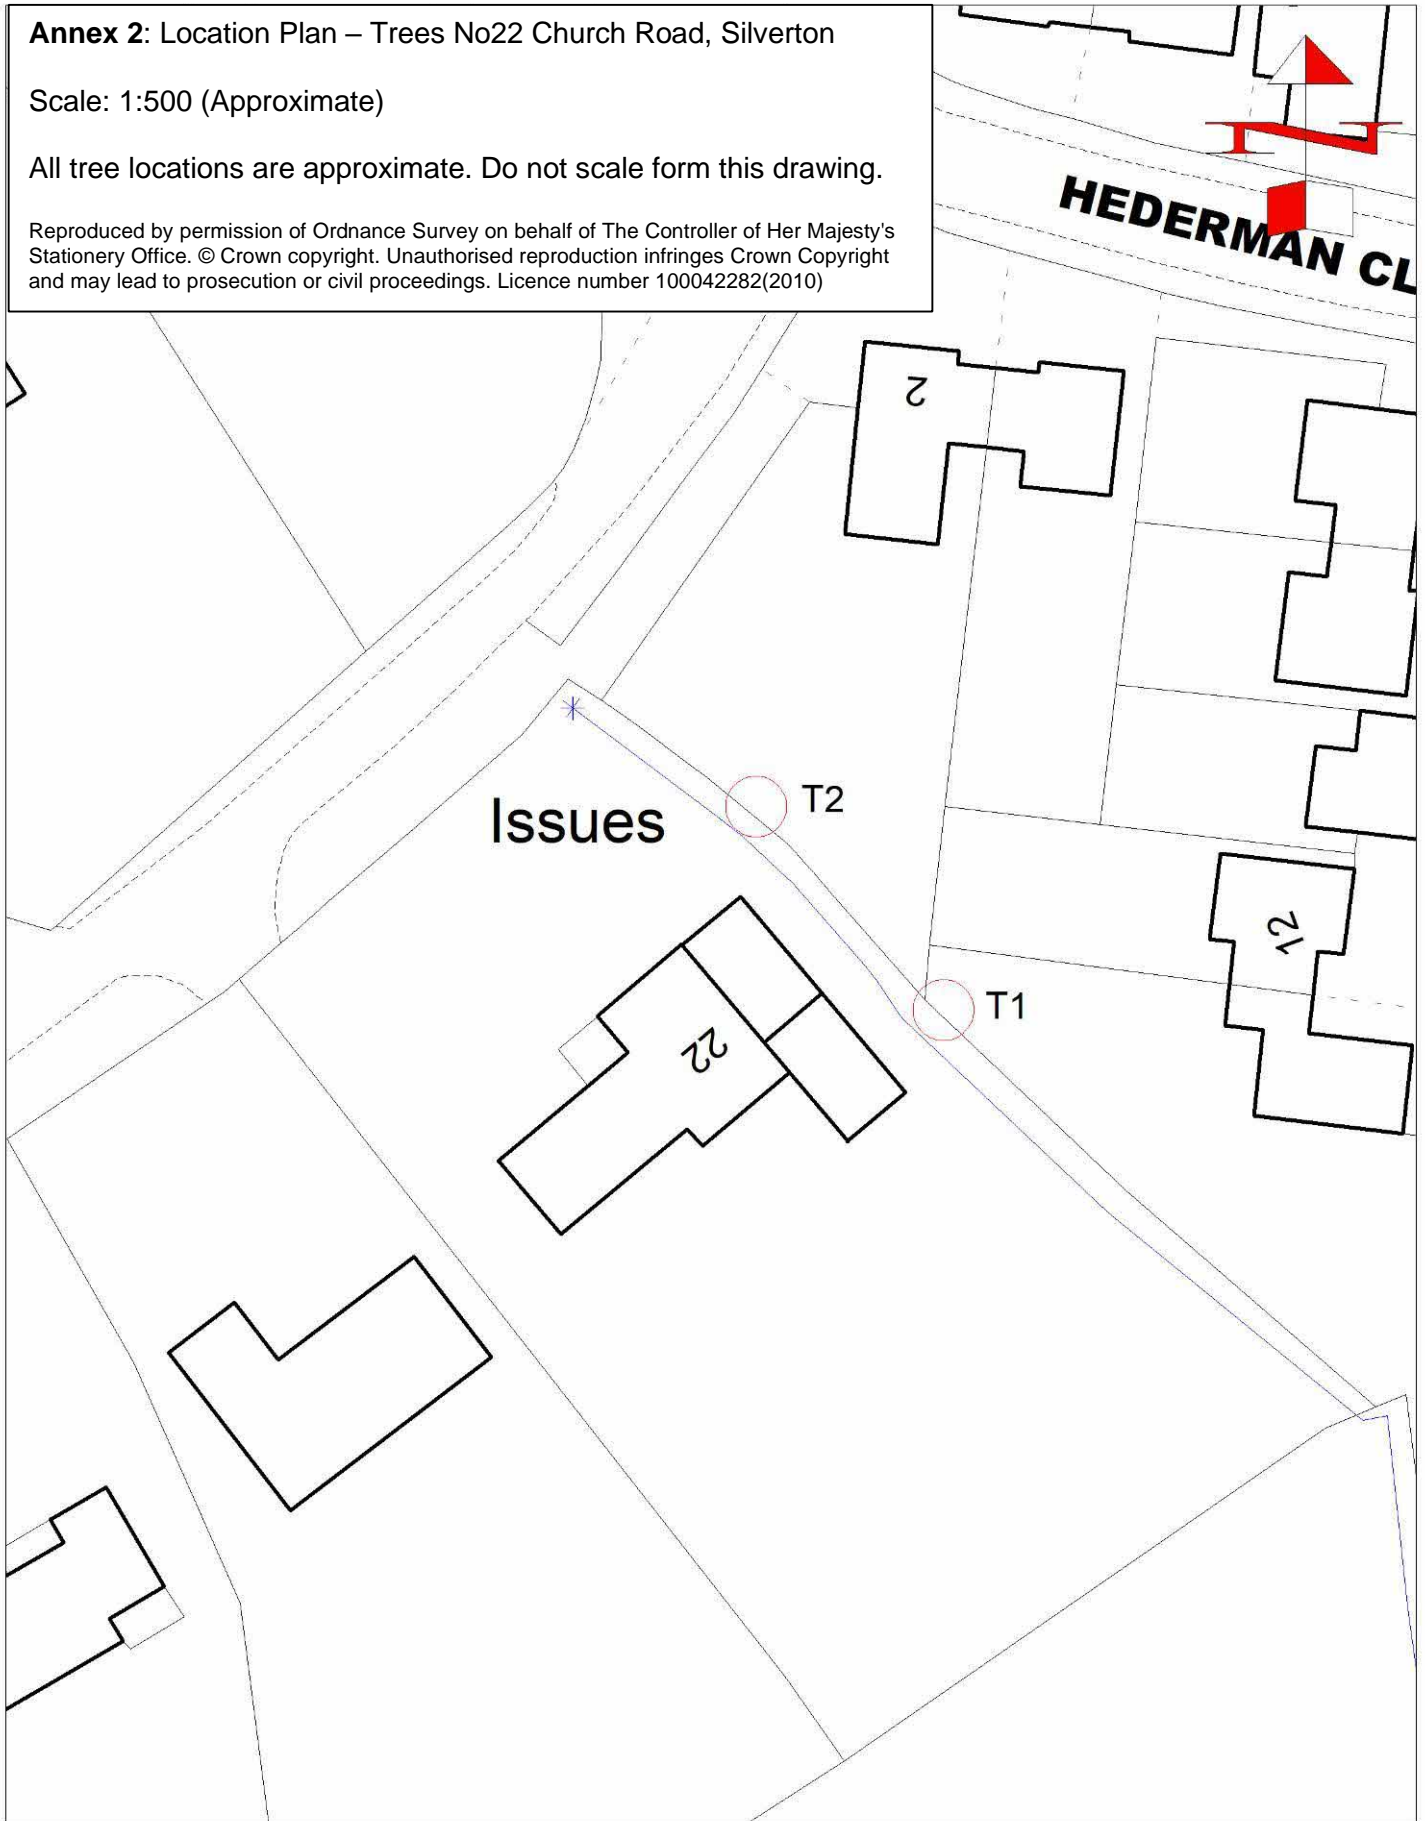 Annex 2: Location Plan – Trees No22 Church Road, Silverton
Scale: 1:500 (Approximate)
All tree locations are approximate. Do not scale form this drawing.
Reproduced by permission of Ordnance Survey on behalf of The Controller of Her Majesty's
Stationery Office. © Crown copyright. Unauthorised reproduction infringes Crown Copyright
and may lead to prosecution or civil proceedings. Licence number 100042282(2010)
N
HEDERMAN CL
2
T2
Issues
12
T1
22